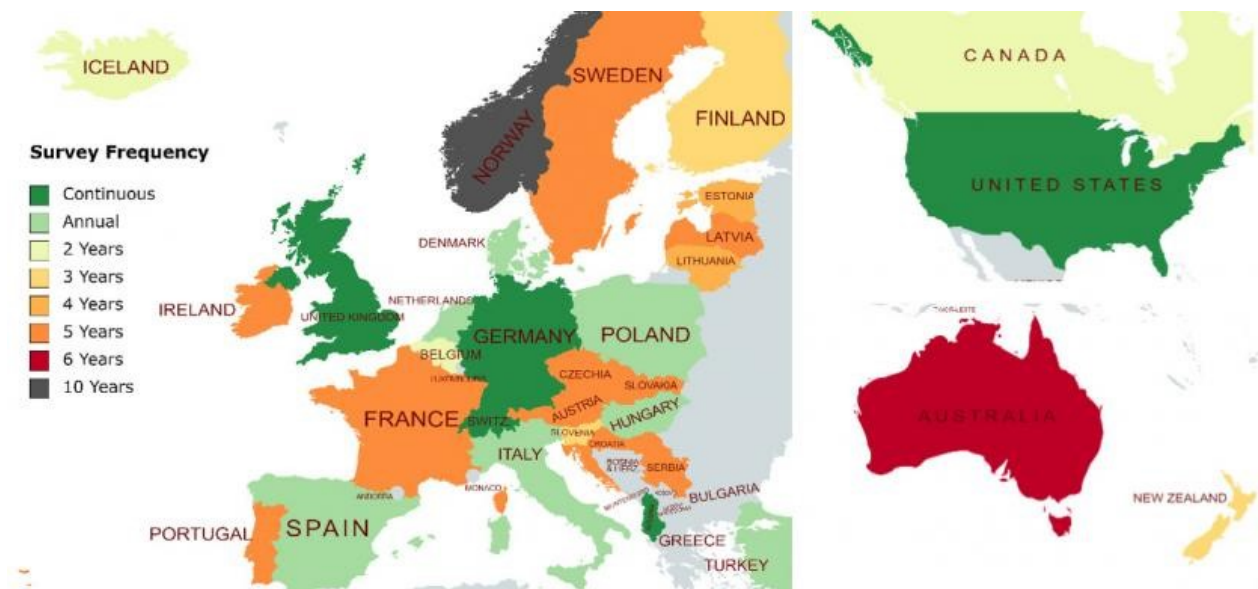 ICELAND
Survey Frequency
Continuous
Annual
2 Years
3 Years
4 Years
5 Years
6 Years
10 Years
SWEDEN
FINLAND
NORWAY
ESTONIA
DENMARK
LATVIA
LITHUANIA
IRELAND
UNITED KINGDOM
NETHERLANDS
GERMANY
POLAND
BELGIUM
CZECHIA
SLOVAKIA
FRANCE
SWITZ.
AUSTRIA
HUNGARY
SLOVENIA
CROATIA
ITALY
BOSNIA
SERBIA
MONACO
ANDORRA
BULGARIA
PORTUGAL
SPAIN
GREECE
TURKEY
CANADA
UNITED STATES
AUSTRALIA
NEW ZEALAND